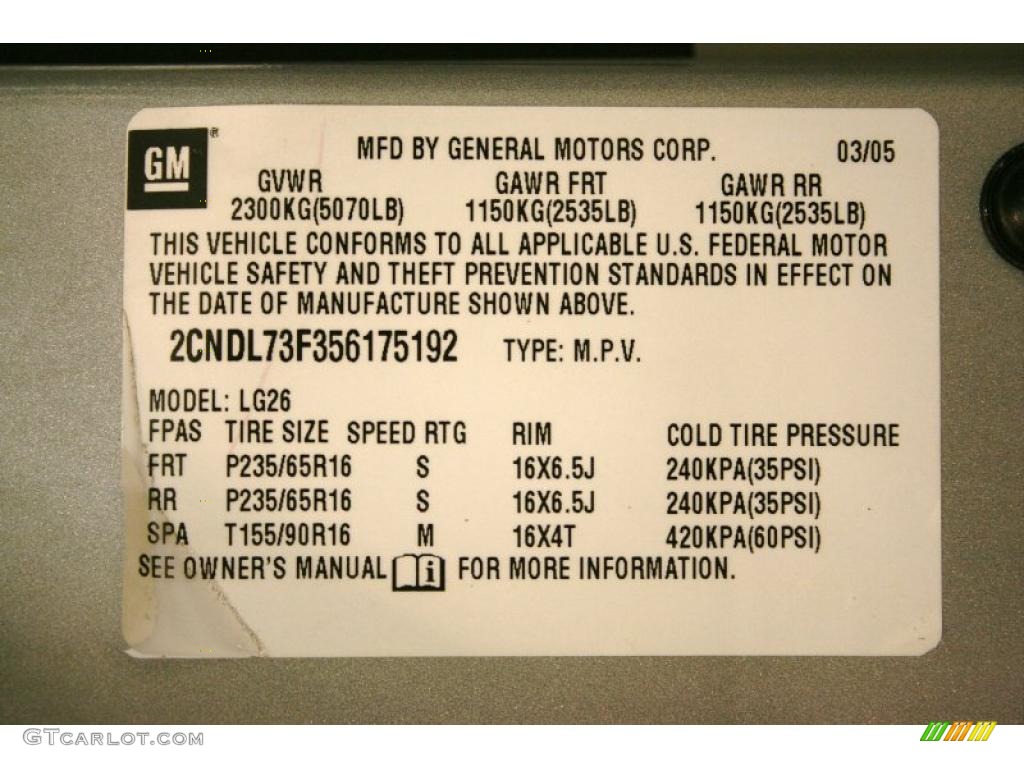 GM®
MFD BY GENERAL MOTORS CORP. 03/05
GVWR GAWR FRT GAWR RR
2300KG(5070LB) 1150KG(2535LB) 1150KG(2535LB)
THIS VEHICLE CONFORMS TO ALL APPLICABLE U.S. FEDERAL MOTOR
VEHICLE SAFETY AND THEFT PREVENTION STANDARDS IN EFFECT ON
THE DATE OF MANUFACTURE SHOWN ABOVE.
2CNDL73F356175192 TYPE: M.P.V.
MODEL: LG26
FPAS TIRE SIZE SPEED RTG RIM COLD TIRE PRESSURE
FRT P235/65R16 S 16X6.5J 240KPA(35PSI)
RR P235/65R16 S 16X6.5J 240KPA(35PSI)
SPA T155/90R16 M 16X4T 420KPA(60PSI)
SEE OWNER'S MANUAL i FOR MORE INFORMATION.
GTCARLOT.COM